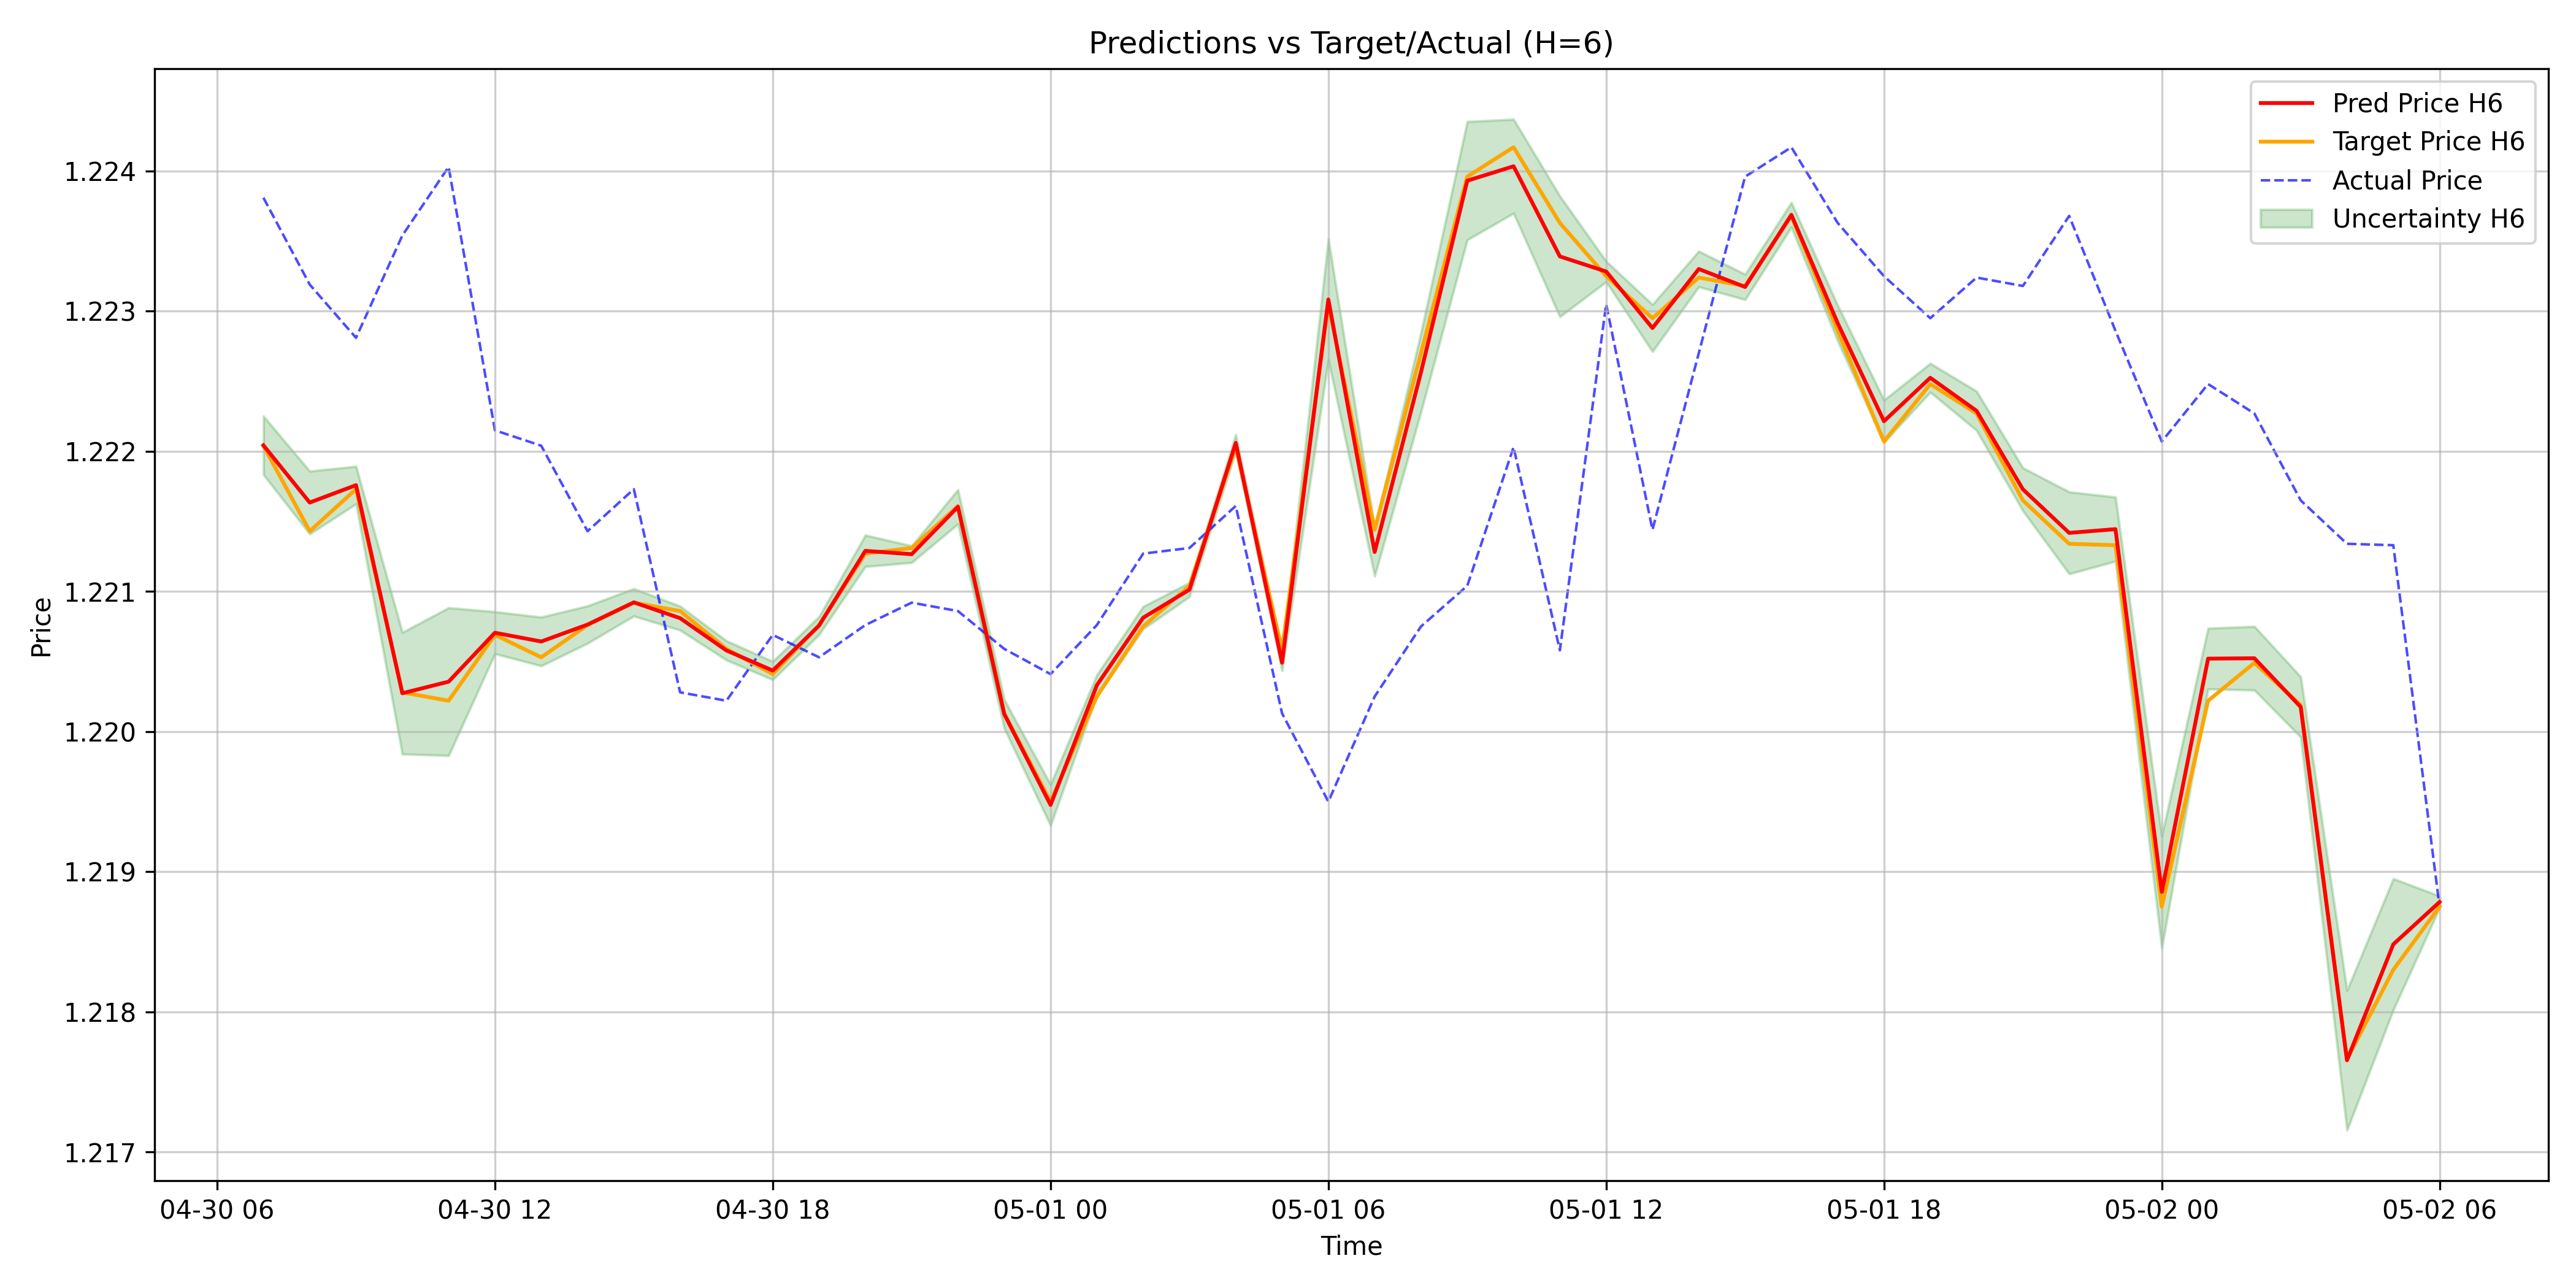 Predictions vs Target/Actual (H=6)
Pred Price H6
Target Price H6
Actual Price
Uncertainty H6
Price
1.224
1.223
1.222
1.221
1.220
1.219
1.218
1.217
04-30 06
04-30 12
04-30 18
05-01 00
05-01 06
05-01 12
05-01 18
05-02 00
05-02 06
Time